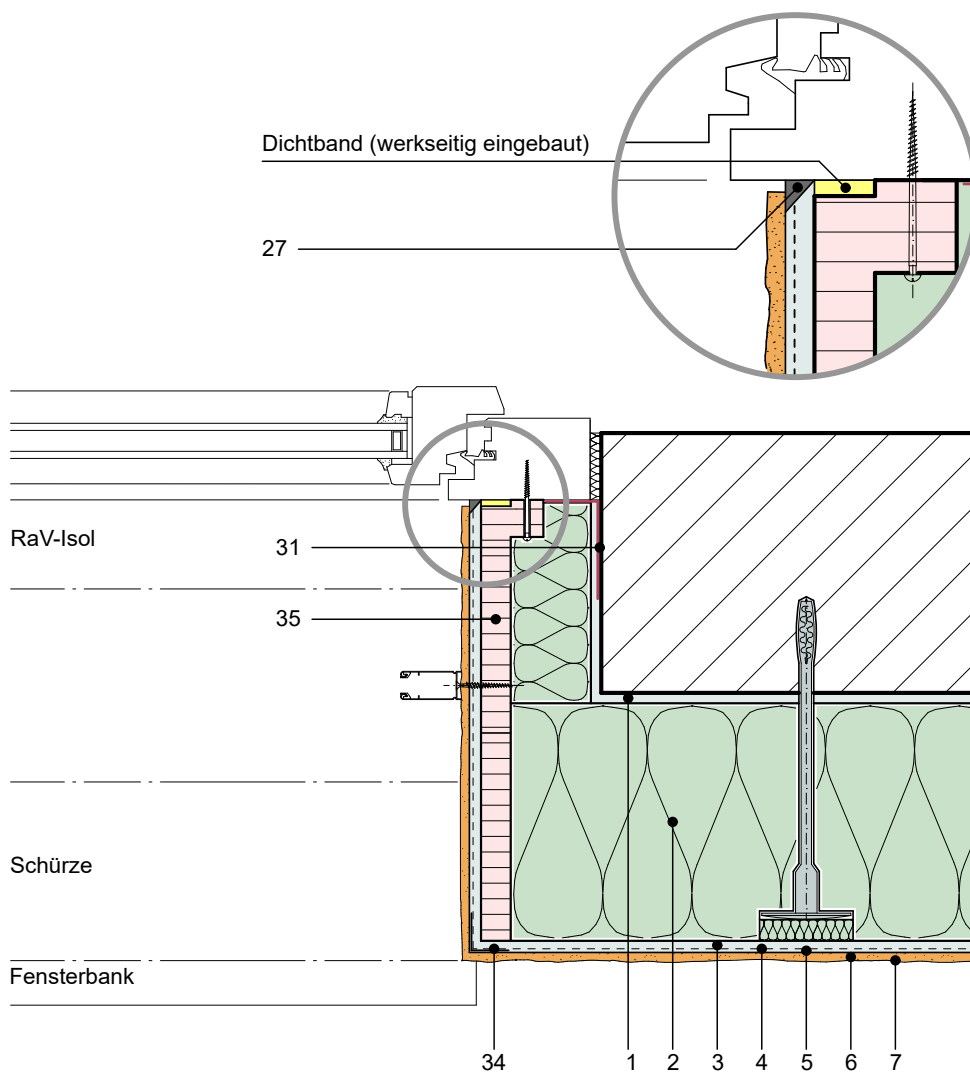 Dichtband (werkseitig eingebaut)
27
RaV-Isol
31
35
Schürze
Fensterbank
34 1 2 3 4 5 6 7